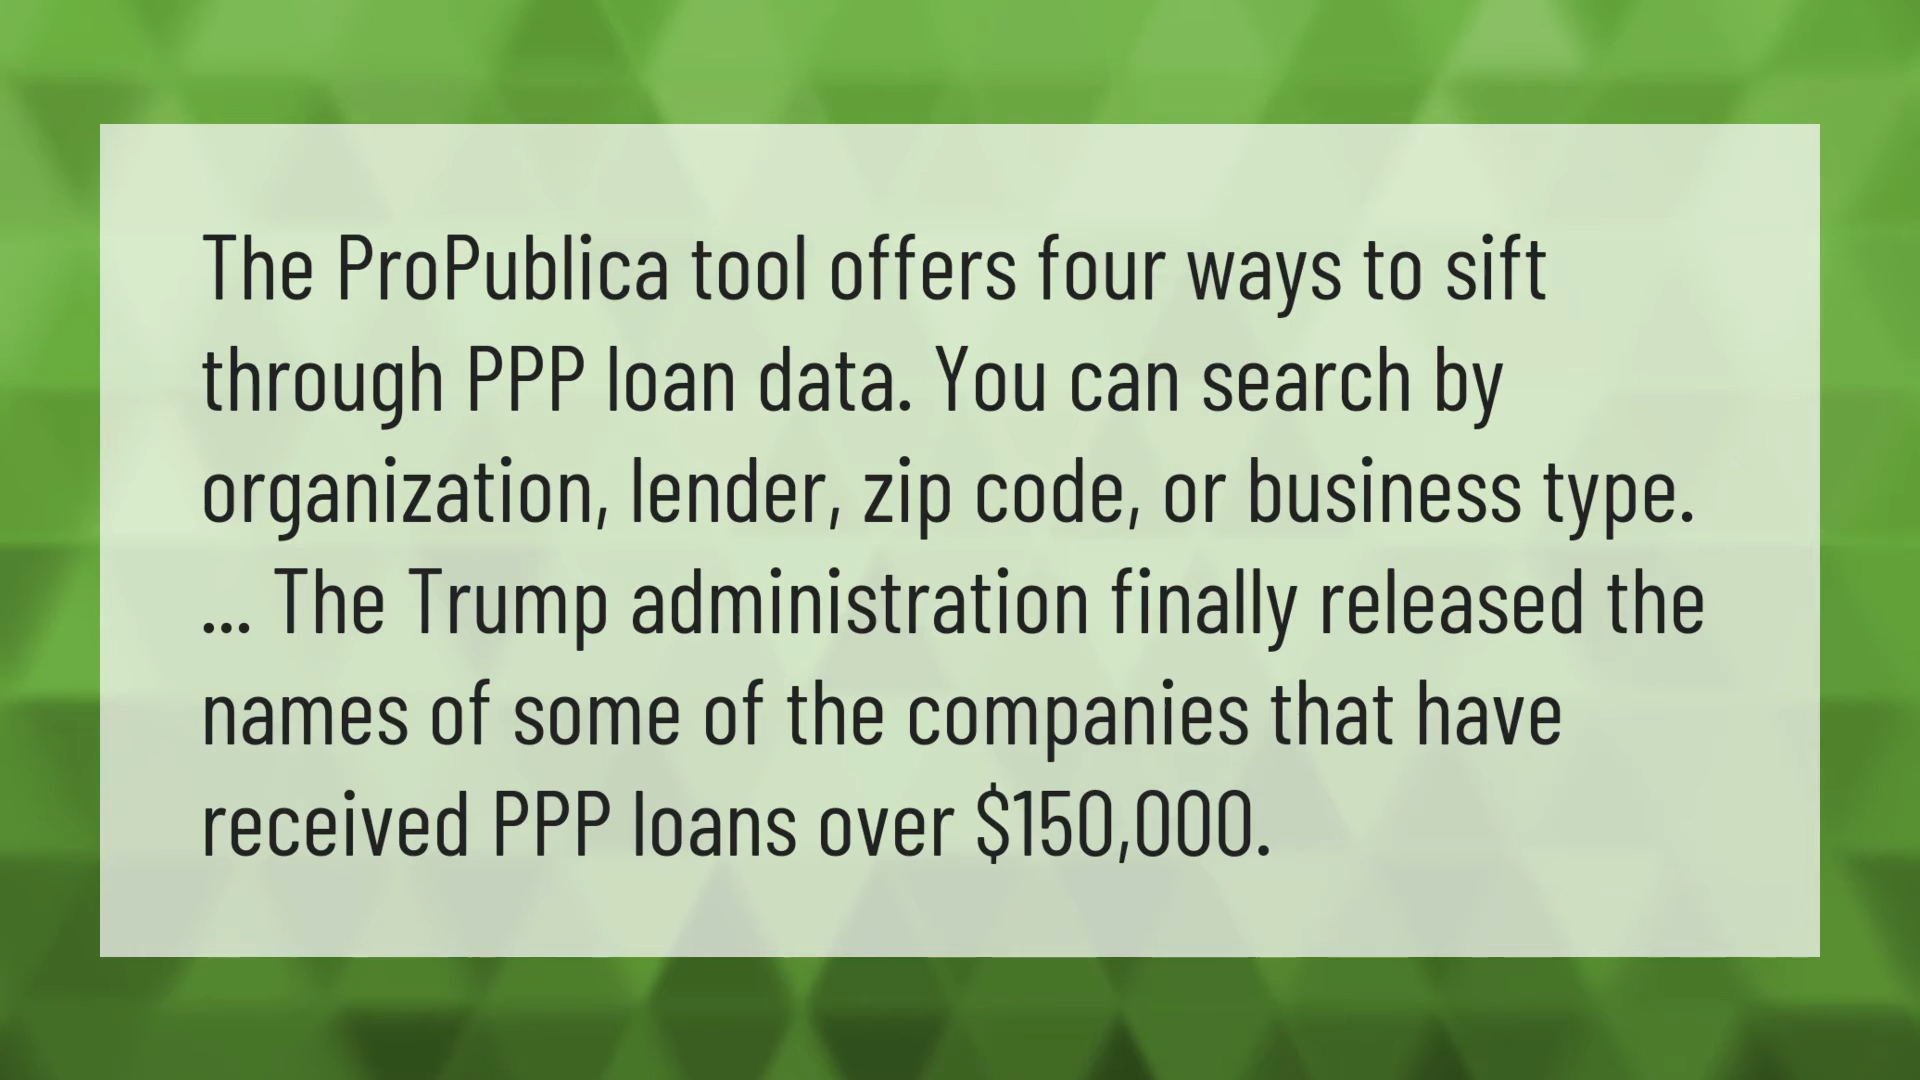 The ProPublica tool offers four ways to sift
through PPP loan data. You can search by
organization, lender, zip code, or business type.
... The Trump administration finally released the
names of some of the companies that have
received PPP loans over $150,000.